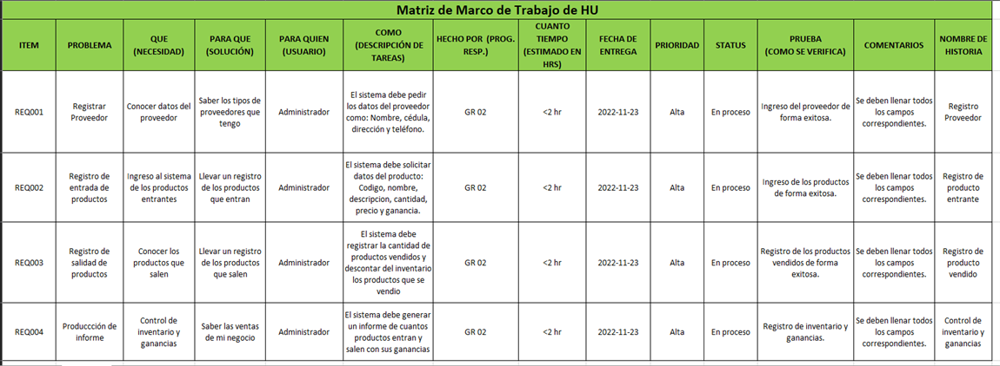 Matriz de Marco de Trabajo de HU
ITEM
PROBLEMA
QUE
(NECESIDAD)
PARA QUE
(SOLUCIÓN)
PARA QUIEN
(USUARIO)
COMO
(DESCRIPCIÓN DE
TAREAS)
HECHO POR (PROG.
RESP.)
CUANTO
TIEMPO
(ESTIMADO EN
HRS)
FECHA DE
ENTREGA
PRIORIDAD
STATUS
PRUEBA
(COMO SE VERIFICA)
COMENTARIOS
NOMBRE DE
HISTORIA
REQ001
Registrar
Proveedor
Conocer datos del
proveedor
Saber los tipos de
proveedores que
tengo
Administrador
El sistema debe pedir
los datos del proveedor
como: Nombre, cédula,
dirección y teléfono.
GR 02
<2 hr
2022-11-23
Alta
En proceso
Ingreso del proveedor de
forma exitosa.
Se deben llenar todos
los campos
correspondientes.
Registro
Proveedor
REQ002
Registro de
entrada de
productos
Ingreso al sistema
de los productos
entrantes
Llevar un registro
de los productos
que entran
Administrador
El sistema debe solicitar
datos del producto:
Codigo, nombre,
descripcion, cantidad,
precio y ganancia.
GR 02
<2 hr
2022-11-23
Alta
En proceso
Ingreso de los productos
de forma exitosa.
Se deben llenar todos
los campos
correspondientes.
Registro de
producto
entrante
REQ003
Registro de
salidad de
productos
Conocer los
productos que
salen
Llevar un registro
de los productos
que salen
Administrador
El sistema debe
registrar la cantidad de
productos vendidos y
descontar del inventario
los productos que se
vendio
GR 02
<2 hr
2022-11-23
Alta
En proceso
Registro de los productos
vendidos de forma
exitosa.
Se deben llenar todos
los campos
correspondientes.
Registro de
producto
vendido
REQ004
Produccción de
informe
Control de
inventario y
ganancias
Saber las ventas
de mi negocio
Administrador
El sistema debe generar
un informe de cuantos
productos entran y
salen con sus ganancias
GR 02
<2 hr
2022-11-23
Alta
En proceso
Registro de inventario y
ganancias.
Se deben llenar todos
los campos
correspondientes.
Control de
inventario y
ganancias